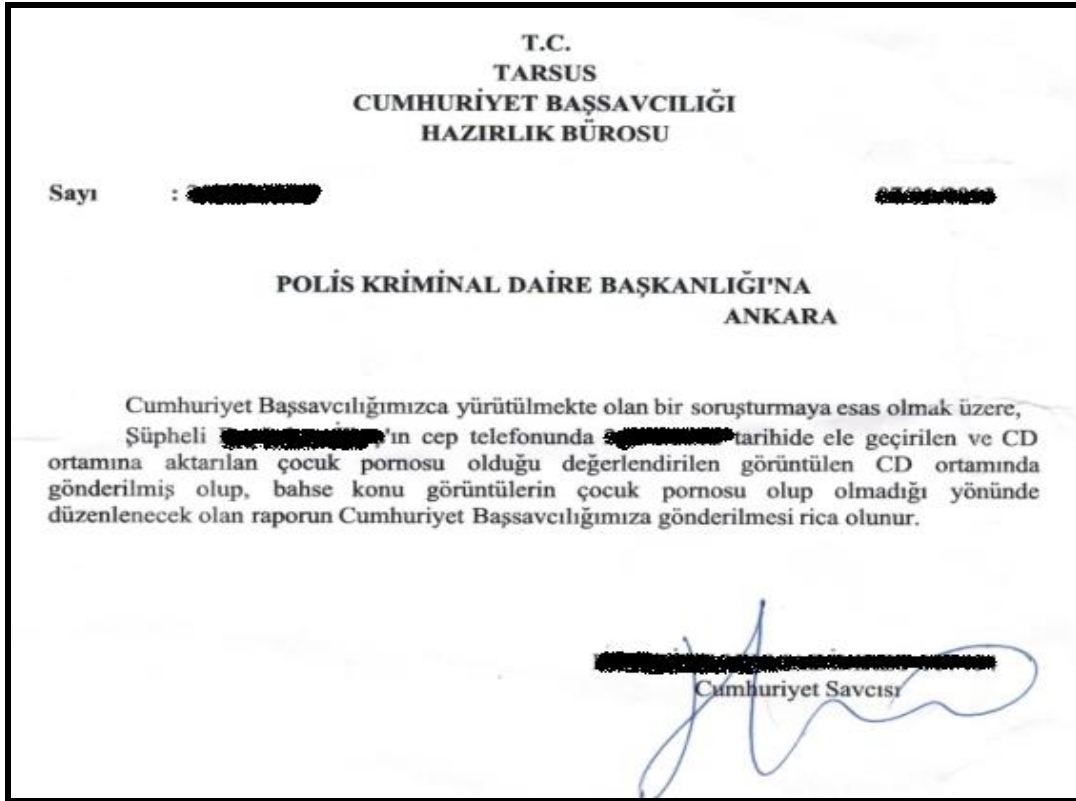 T.C.
TARSUS
CUMHURİYET BAŞSAVCILIĞI
HAZIRLIK BÜROSU
Sayı :
POLİS KRİMİNAL DAİRE BAŞKANLIĞI'NA
ANKARA
Cumhuriyet Başsavcılığımızca yürütülmekte olan bir soruşturmaya esas olmak üzere,
Şüpheli 'ın cep telefonunda tarihide ele geçirilen ve CD
ortamına aktarılan çocuk pornosu olduğu değerlendirilen görüntülen CD ortamında
gönderilmiş olup, bahse konu görüntülerin çocuk pornosu olup olmadığı yönünde
düzenlenecek olan raporun Cumhuriyet Başsavcılığımıza gönderilmesi rica olunur.
Cumhuriyet Savcısı